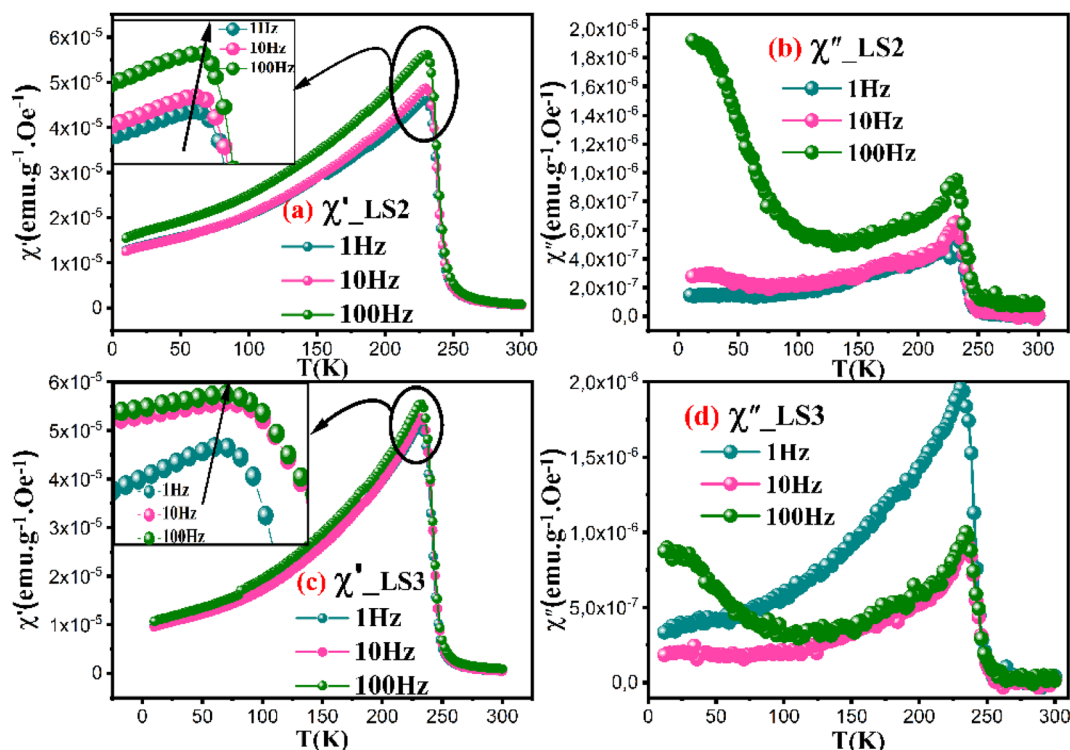 6x10⁻⁵
5x10⁻⁵
4x10⁻⁵
3x10⁻⁵
2x10⁻⁵
1x10⁻⁵
0
χ'(emu.g⁻¹.Oe⁻¹)
1Hz
10Hz
100Hz
(a) χ'_LS2
1Hz
10Hz
100Hz
0 50 100 150 200 250 300
T(K)
2,0x10⁻⁶
1,8x10⁻⁶
1,6x10⁻⁶
1,4x10⁻⁶
1,2x10⁻⁶
1,0x10⁻⁶
8,0x10⁻⁷
6,0x10⁻⁷
4,0x10⁻⁷
2,0x10⁻⁷
0,0
χ″(emu.g⁻¹.Oe⁻¹)
(b) χ″_LS2
1Hz
10Hz
100Hz
0 50 100 150 200 250 300
T(K)
6x10⁻⁵
5x10⁻⁵
4x10⁻⁵
3x10⁻⁵
2x10⁻⁵
1x10⁻⁵
0
χ'(emu.g⁻¹.Oe⁻¹)
1Hz
10Hz
100Hz
(c) χ'_LS3
1Hz
10Hz
100Hz
0 50 100 150 200 250 300
T(K)
2,0x10⁻⁶
1,5x10⁻⁶
1,0x10⁻⁶
5,0x10⁻⁷
0,0
χ″(emu.g⁻¹.Oe⁻¹)
(d) χ″_LS3
1Hz
10Hz
100Hz
0 50 100 150 200 250 300
T(K)